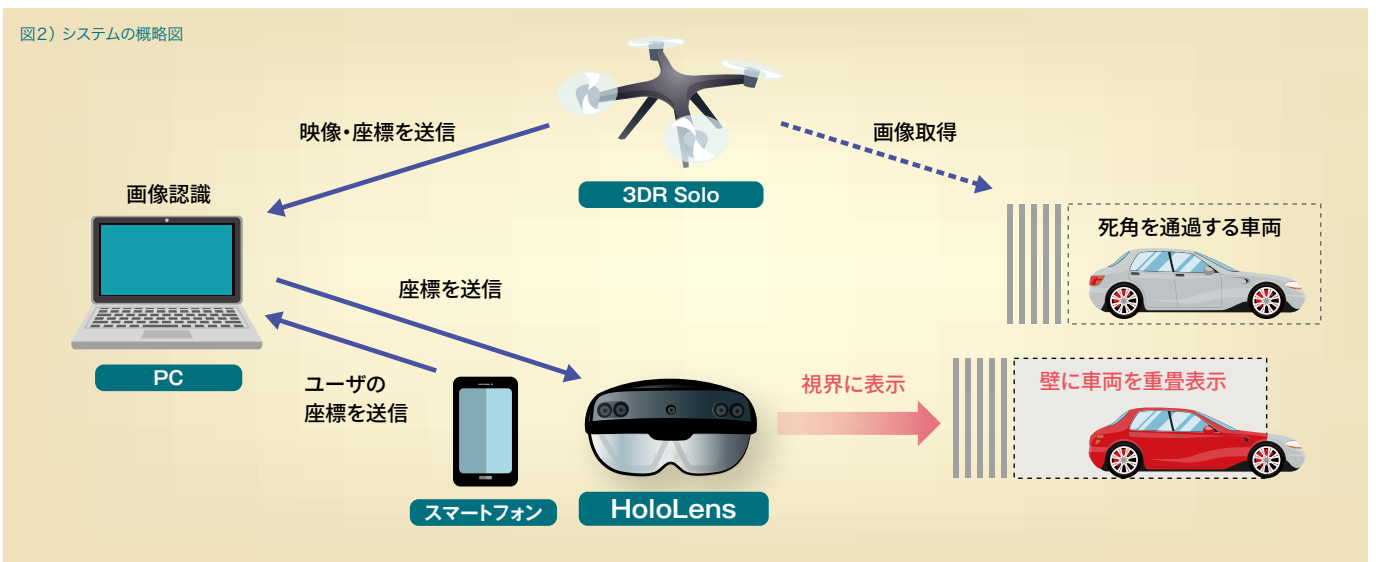 図2）システムの概略図
映像・座標を送信
画像取得
3DR Solo
画像認識
死角を通過する車両
座標を送信
PC
ユーザの
座標を送信
視界に表示
壁に車両を重畳表示
スマートフォン
HoloLens